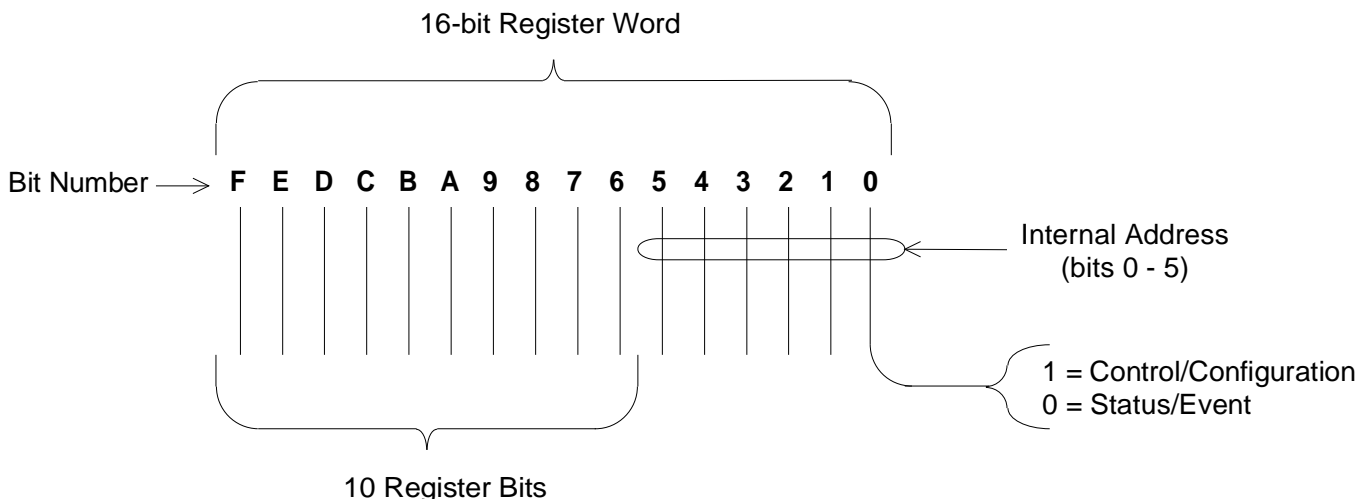 16-bit Register Word
Bit Number F E D C B A 9 8 7 6 5 4 3 2 1 0
Internal Address
(bits 0 - 5)
1 = Control/Configuration
0 = Status/Event
10 Register Bits